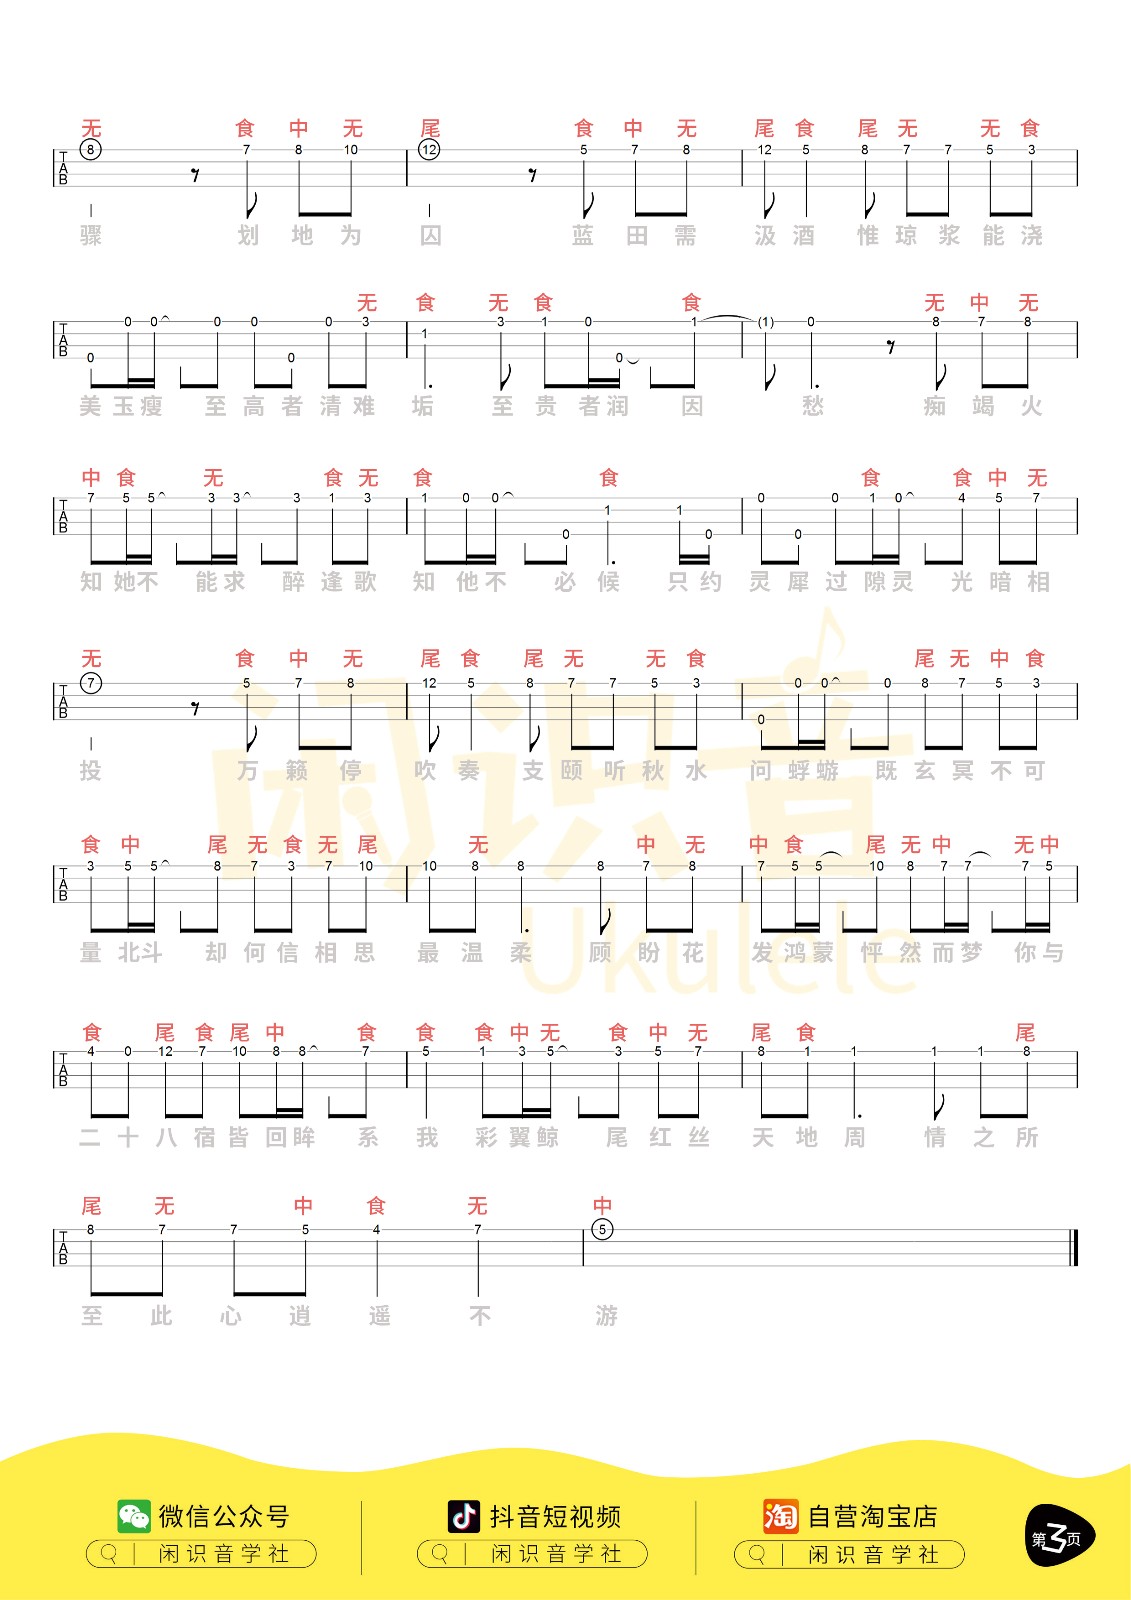 无 食 中 无 尾 食 中 无 尾 食 尾 无 无 食
TAB 8 7 8 10 12 5 7 8 12 5 8 7 7 5 3
骤 划 地 为 囚 蓝 田 需 汲 酒 惟 琼 浆 能 浇
无 食 无 食 食 无 中 无
TAB 0 0 0 0 0 0 0 3 1 3 1 0 0 1 (1) 0 8 7 8
美 玉 瘦 至 高 者 清 难 垢 至 贵 者 润 因 愁 痴 竭 火
中 食 无 食 无 食 食 食 食 中 无
TAB 7 5 5 3 3 3 1 3 1 0 0 0 1 1 0 0 0 0 1 0 4 5 7
知 她 不 能 求 醉 逢 歌 知 他 不 必 候 只 约 灵 犀 过 隙 灵 光 暗 相
无 食 中 无 尾 食 尾 无 无 食 尾 无 中 食
TAB 7 5 7 8 12 5 8 7 7 5 3 0 0 0 0 8 7 5 3
投 万 籁 停 吹 奏 支 颐 听 秋 水 问 蜉 蝣 既 玄 冥 不 可
食 中 尾 无 食 无 尾 无 中 无 中 食 尾 无 中 无 中
TAB 3 5 5 8 7 3 7 10 10 8 8 8 7 8 7 5 5 10 8 7 7 7 5
量 北 斗 却 何 信 相 思 最 温 柔 顾 盼 花 发 鸿 蒙 怦 然 而 梦 你 与
闲识音
Ukulele
食 尾 食 尾 中 食 食 食 中 无 食 中 无 尾 食 尾
TAB 4 0 12 7 10 8 8 7 5 1 3 5 3 5 7 8 1 1 1 1 8
二 十 八 宿 皆 回 眸 系 我 彩 翼 鲸 尾 红 丝 天 地 周 情 之 所
尾 无 中 食 无 中
TAB 8 7 7 5 4 7 5
至 此 心 逍 遥 不 游
微信公众号 抖音短视频 淘 自营淘宝店
闲识音学社 闲识音学社 闲识音学社
第3页